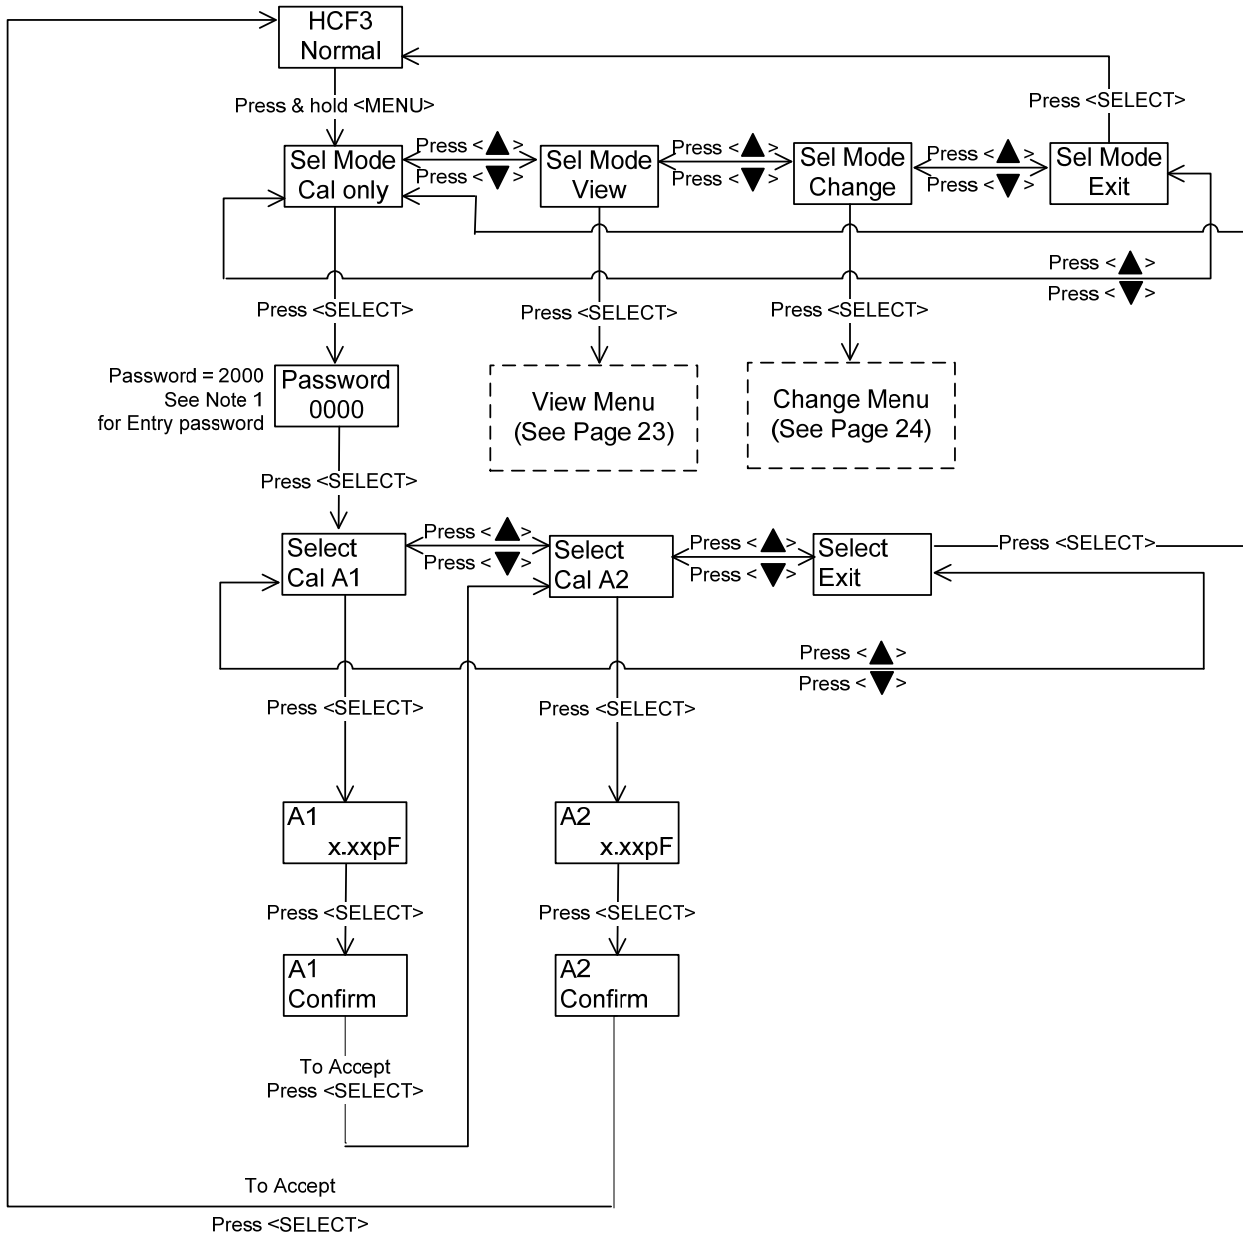 HCF3
Normal
Press & hold <MENU>
Press <SELECT>
Sel Mode
Cal only
Press <▲>
Press <▼>
Sel Mode
View
Press <▲>
Press <▼>
Sel Mode
Change
Press <▲>
Press <▼>
Sel Mode
Exit
Press <▲>
Press <▼>
Press <SELECT>
Press <SELECT>
Press <SELECT>
Password = 2000
See Note 1
for Entry password
Password
0000
View Menu
(See Page 23)
Change Menu
(See Page 24)
Press <SELECT>
Select
Cal A1
Press <▲>
Press <▼>
Select
Cal A2
Press <▲>
Press <▼>
Select
Exit
Press <SELECT>
Press <▲>
Press <▼>
Press <SELECT>
Press <SELECT>
A1
x.xxpF
A2
x.xxpF
Press <SELECT>
Press <SELECT>
A1
Confirm
A2
Confirm
To Accept
Press <SELECT>
To Accept
Press <SELECT>